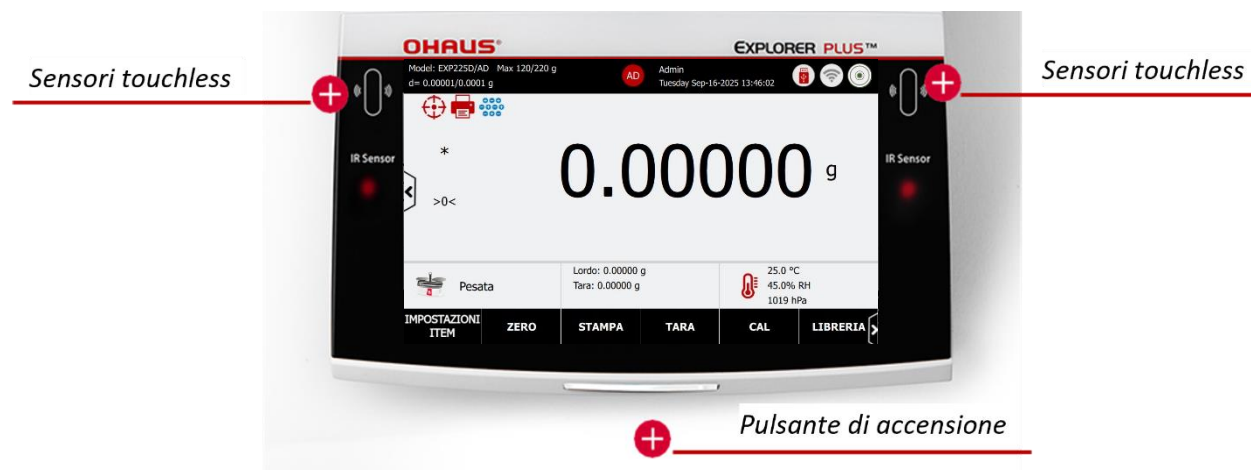 OHAUS®
EXPLORER PLUS™
Sensori touchless
Sensori touchless
Model: EXP225D/AD Max 120/220 g
d= 0.00001/0.0001 g
AD
Admin
Tuesday Sep-16-2025 13:46:02
IR Sensor
IR Sensor
*
0.00000 g
>0<
Pesata
Lordo: 0.00000 g
Tara: 0.00000 g
25.0 °C
45.0% RH
1019 hPa
IMPOSTAZIONI
ITEM
ZERO
STAMPA
TARA
CAL
LIBRERIA
Pulsante di accensione